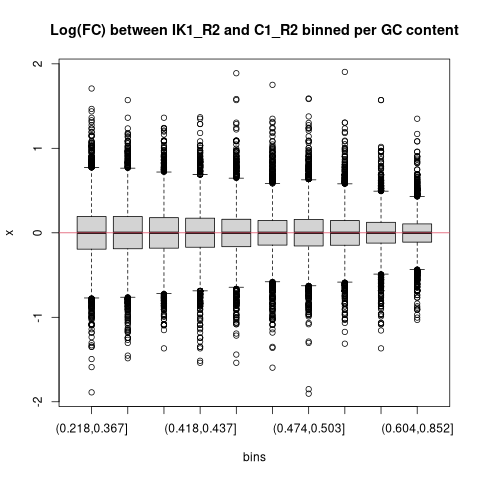 Log(FC) between IK1_R2 and C1_R2 binned per GC content
2
1
0
-1
-2
x
(0.218,0.367] (0.418,0.437] (0.474,0.503] (0.604,0.852]
bins